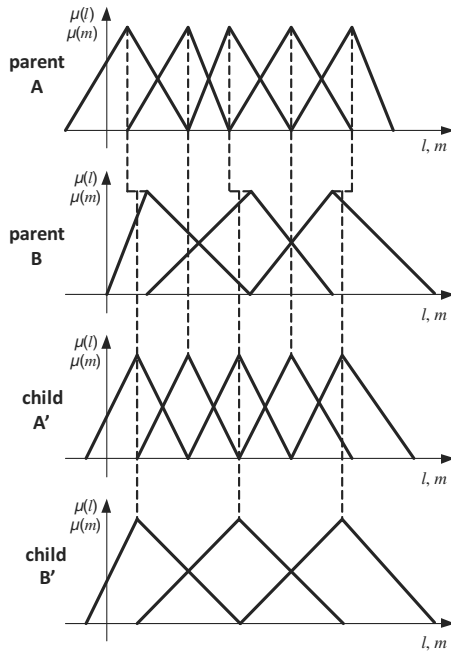 μ(l)
μ(m)
parent
A
l, m
μ(l)
μ(m)
parent
B
l, m
μ(l)
μ(m)
child
A'
l, m
μ(l)
μ(m)
child
B'
l, m